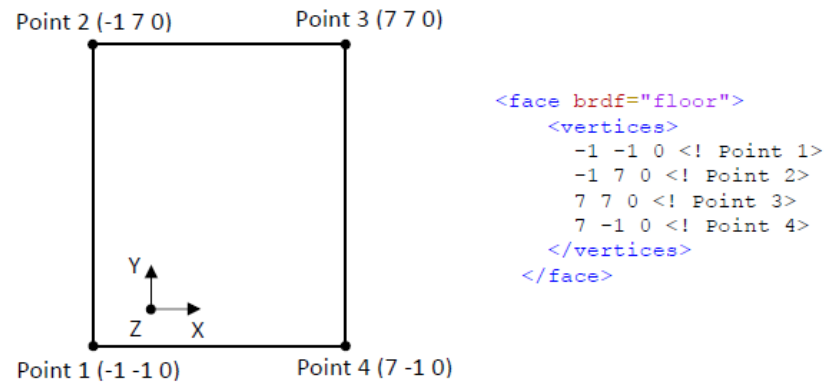 Point 2 (-1 7 0)
Point 3 (7 7 0)
Y
Z
X
Point 1 (-1 -1 0)
Point 4 (7 -1 0)
<face brdf="floor">
<vertices>
-1 -1 0 <! Point 1>
-1 7 0 <! Point 2>
7 7 0 <! Point 3>
7 -1 0 <! Point 4>
</vertices>
</face>